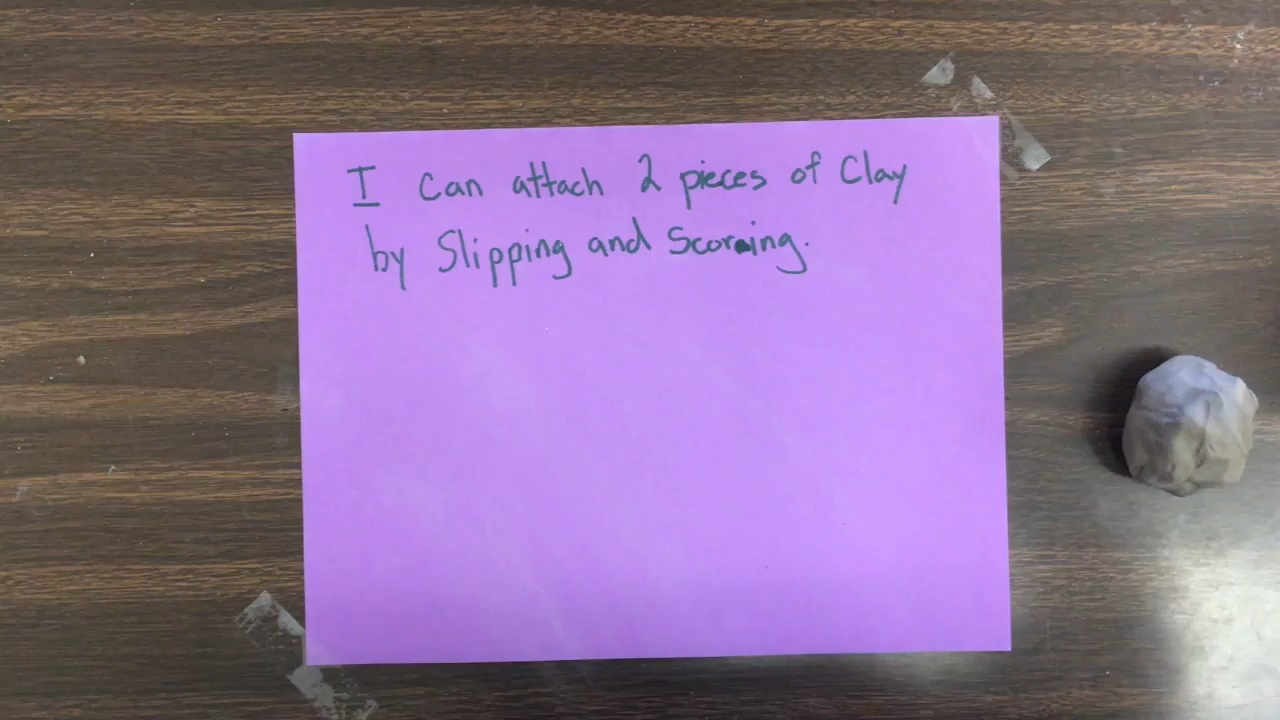 I can attach 2 pieces of Clay
by Slipping and Scoring.